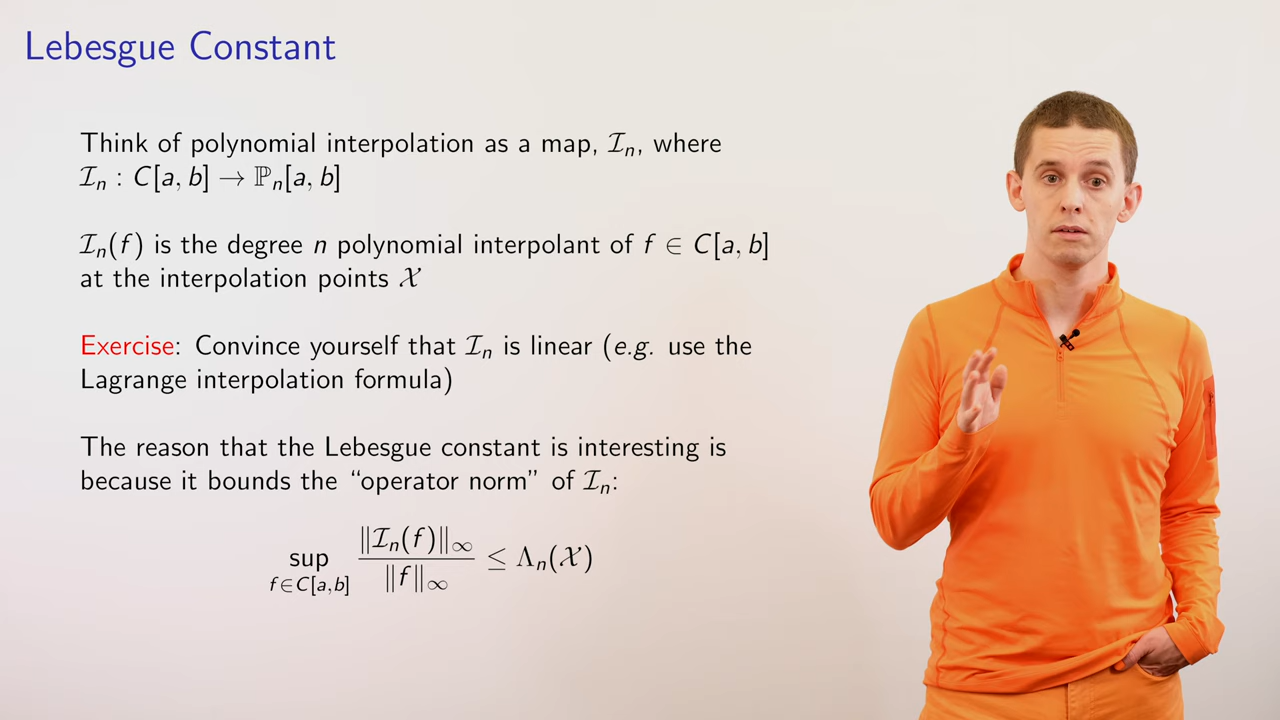 Lebesgue Constant
Think of polynomial interpolation as a map, ℐₙ, where
ℐₙ : C[a, b] → ℙₙ[a, b]
ℐₙ(f) is the degree n polynomial interpolant of f ∈ C[a, b]
at the interpolation points 𝒳
Exercise: Convince yourself that ℐₙ is linear (e.g. use the
Lagrange interpolation formula)
The reason that the Lebesgue constant is interesting is
because it bounds the “operator norm” of ℐₙ:
sup_{f∈C[a,b]} ‖ℐₙ(f)‖_∞ / ‖f‖_∞ ≤ Λₙ(𝒳)